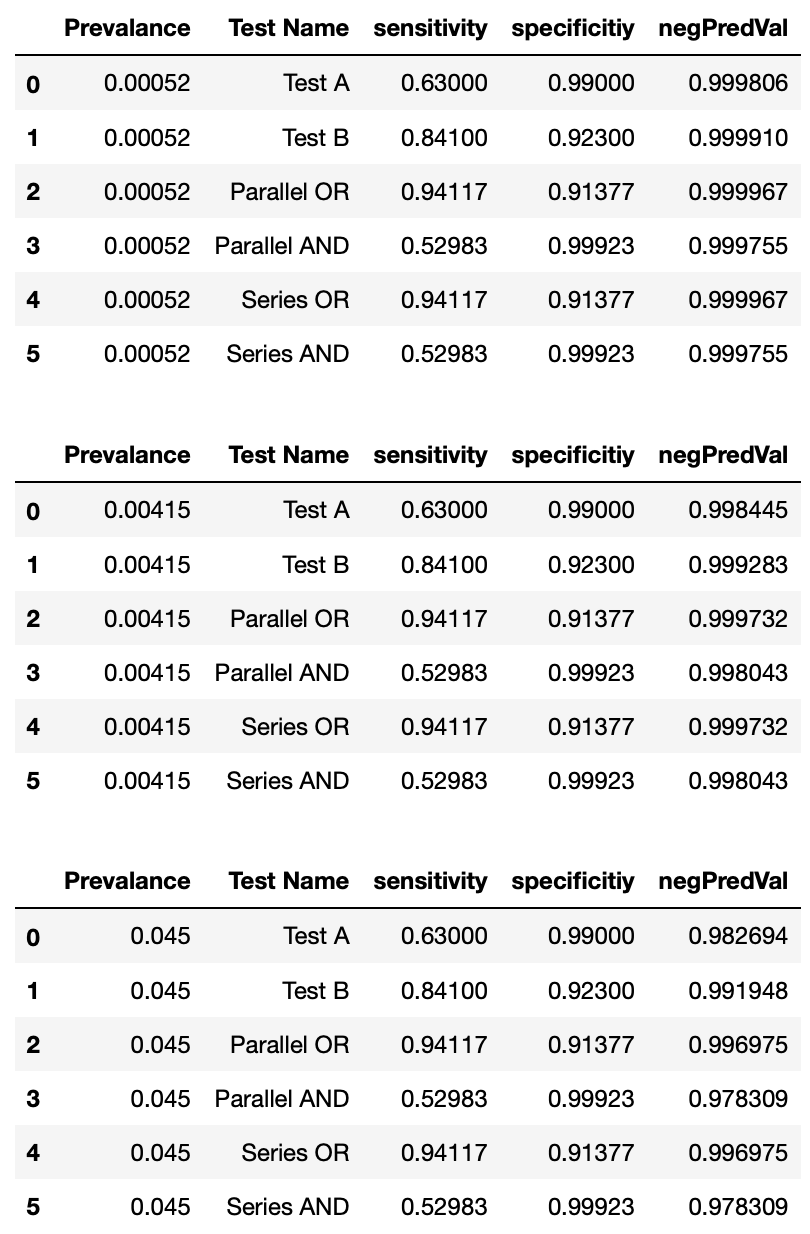 Prevalance Test Name sensitivity specificitiy negPredVal
0 0.00052 Test A 0.63000 0.99000 0.999806
1 0.00052 Test B 0.84100 0.92300 0.999910
2 0.00052 Parallel OR 0.94117 0.91377 0.999967
3 0.00052 Parallel AND 0.52983 0.99923 0.999755
4 0.00052 Series OR 0.94117 0.91377 0.999967
5 0.00052 Series AND 0.52983 0.99923 0.999755
Prevalance Test Name sensitivity specificitiy negPredVal
0 0.00415 Test A 0.63000 0.99000 0.998445
1 0.00415 Test B 0.84100 0.92300 0.999283
2 0.00415 Parallel OR 0.94117 0.91377 0.999732
3 0.00415 Parallel AND 0.52983 0.99923 0.998043
4 0.00415 Series OR 0.94117 0.91377 0.999732
5 0.00415 Series AND 0.52983 0.99923 0.998043
Prevalance Test Name sensitivity specificitiy negPredVal
0 0.045 Test A 0.63000 0.99000 0.982694
1 0.045 Test B 0.84100 0.92300 0.991948
2 0.045 Parallel OR 0.94117 0.91377 0.996975
3 0.045 Parallel AND 0.52983 0.99923 0.978309
4 0.045 Series OR 0.94117 0.91377 0.996975
5 0.045 Series AND 0.52983 0.99923 0.978309